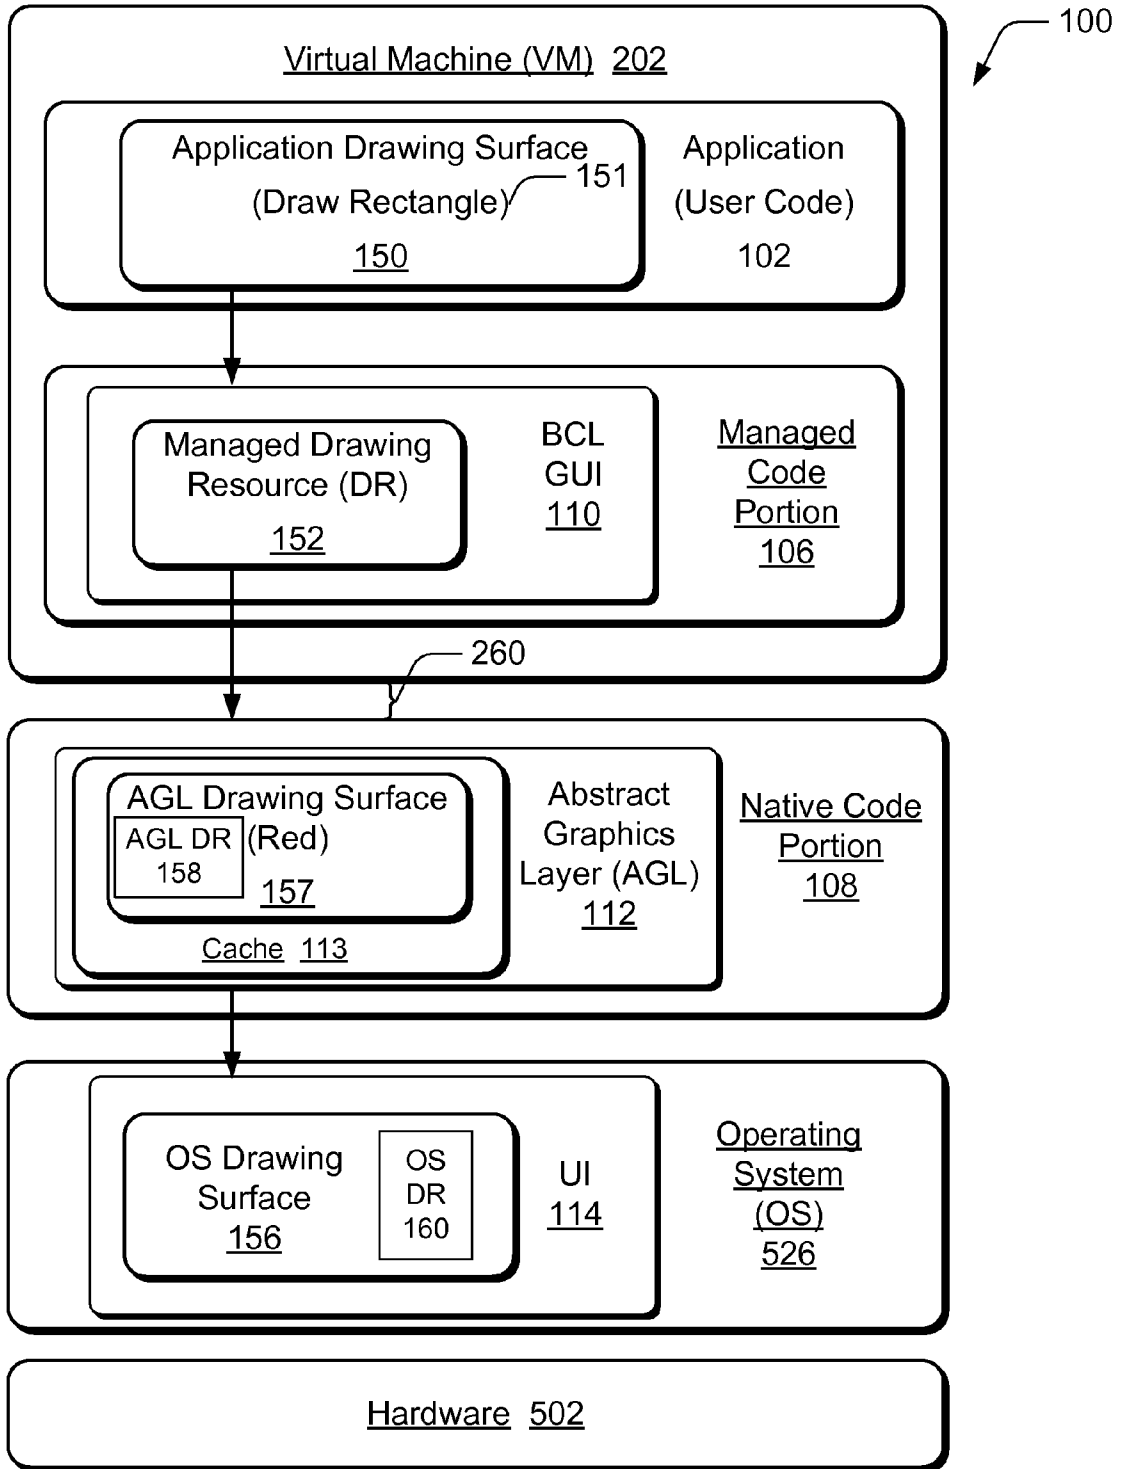 100
Virtual Machine (VM) 202
Application Drawing Surface
(Draw Rectangle)
151
150
Application
(User Code)
102
Managed Drawing
Resource (DR)
152
BCL
GUI
110
Managed
Code
Portion
106
260
AGL Drawing Surface
(Red)
157
AGL DR
158
Cache 113
Abstract
Graphics
Layer (AGL)
112
Native Code
Portion
108
OS Drawing
Surface
156
OS
DR
160
UI
114
Operating
System
(OS)
526
Hardware 502